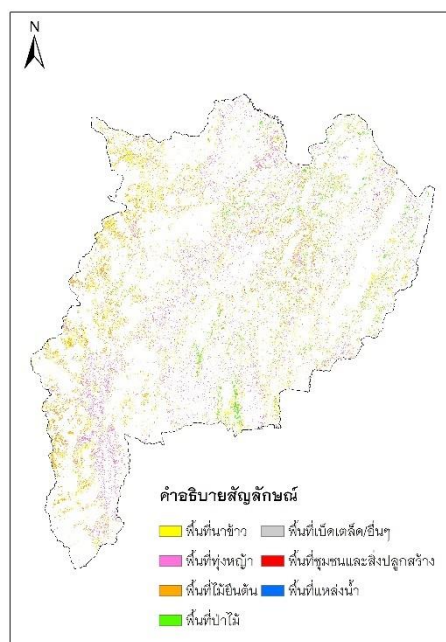 N
คำอธิบายสัญลักษณ์
พื้นที่นาข้าว
พื้นที่เบ็ดเตล็ด/อื่นๆ
พื้นที่ทุ่งหญ้า
พื้นที่ชุมชนและสิ่งปลูกสร้าง
พื้นที่ไม้ยืนต้น
พื้นที่แหล่งน้ำ
พื้นที่ป่าไม้